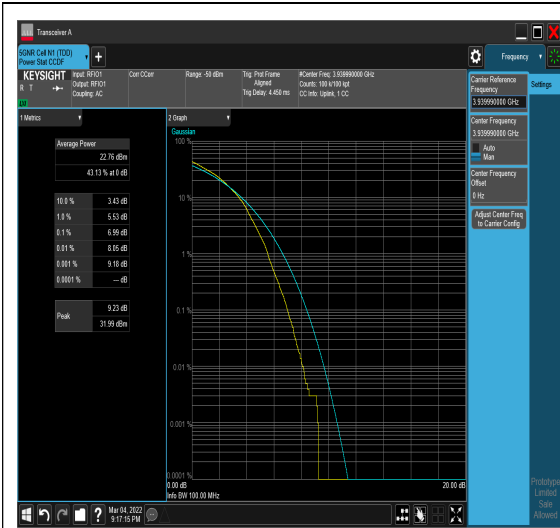 Transceiver A
5GNR Cell N1 (TDD)
Power Stat CCDF
Frequency
KEYSIGHT
R T
LXI
Input: RFIO1
Output: RFIO1
Coupling: AC
Corr CCorr
Range: -50 dBm
Trig: Prot Frame
Aligned
Trig Delay: 4.450 ms
#Center Freq: 3.939990000 GHz
Counts: 100 k/100 kpt
CC Info: Uplink, 1 CC
1 Metrics
Average Power
22.76 dBm
43.13 % at 0 dB
10.0 % 3.43 dB
1.0 % 5.53 dB
0.1 % 6.99 dB
0.01 % 8.05 dB
0.001 % 9.18 dB
0.0001 % --- dB
Peak
9.23 dB
31.99 dBm
2 Graph
Gaussian
100 %
10 %
1 %
0.1 %
0.01 %
0.001 %
0.0001 %
0.00 dB
20.00 dB
Info BW 100.00 MHz
Carrier Reference
Frequency
3.939990000 GHz
Center Frequency
3.939990000 GHz
Auto
Man
Center Frequency
Offset
0 Hz
Adjust Center Freq
to Carrier Config
Settings
Prototype
Limited
Sale
Allowed
Mar 04, 2022
9:17:15 PM